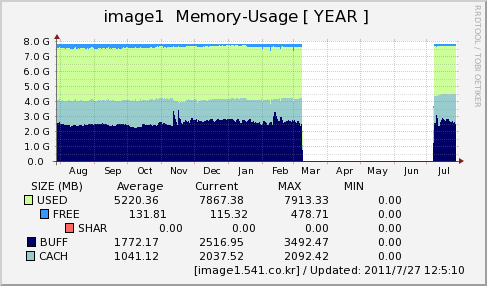 image1 Memory-Usage [ YEAR ]
RRDTOOL / TOBI OETIKER
8.0 G
7.0 G
6.0 G
5.0 G
4.0 G
3.0 G
2.0 G
1.0 G
0.0
Aug Sep Oct Nov Dec Jan Feb Mar Apr May Jun Jul
SIZE (MB) Average Current MAX MIN
USED 5220.36 7867.38 7913.33 0.00
FREE 131.81 115.32 478.71 0.00
SHAR 0.00 0.00 0.00 0.00
BUFF 1772.17 2516.95 3492.47 0.00
CACH 1041.12 2037.52 2092.42 0.00
[image1.541.co.kr] / Updated: 2011/7/27 12:5:10